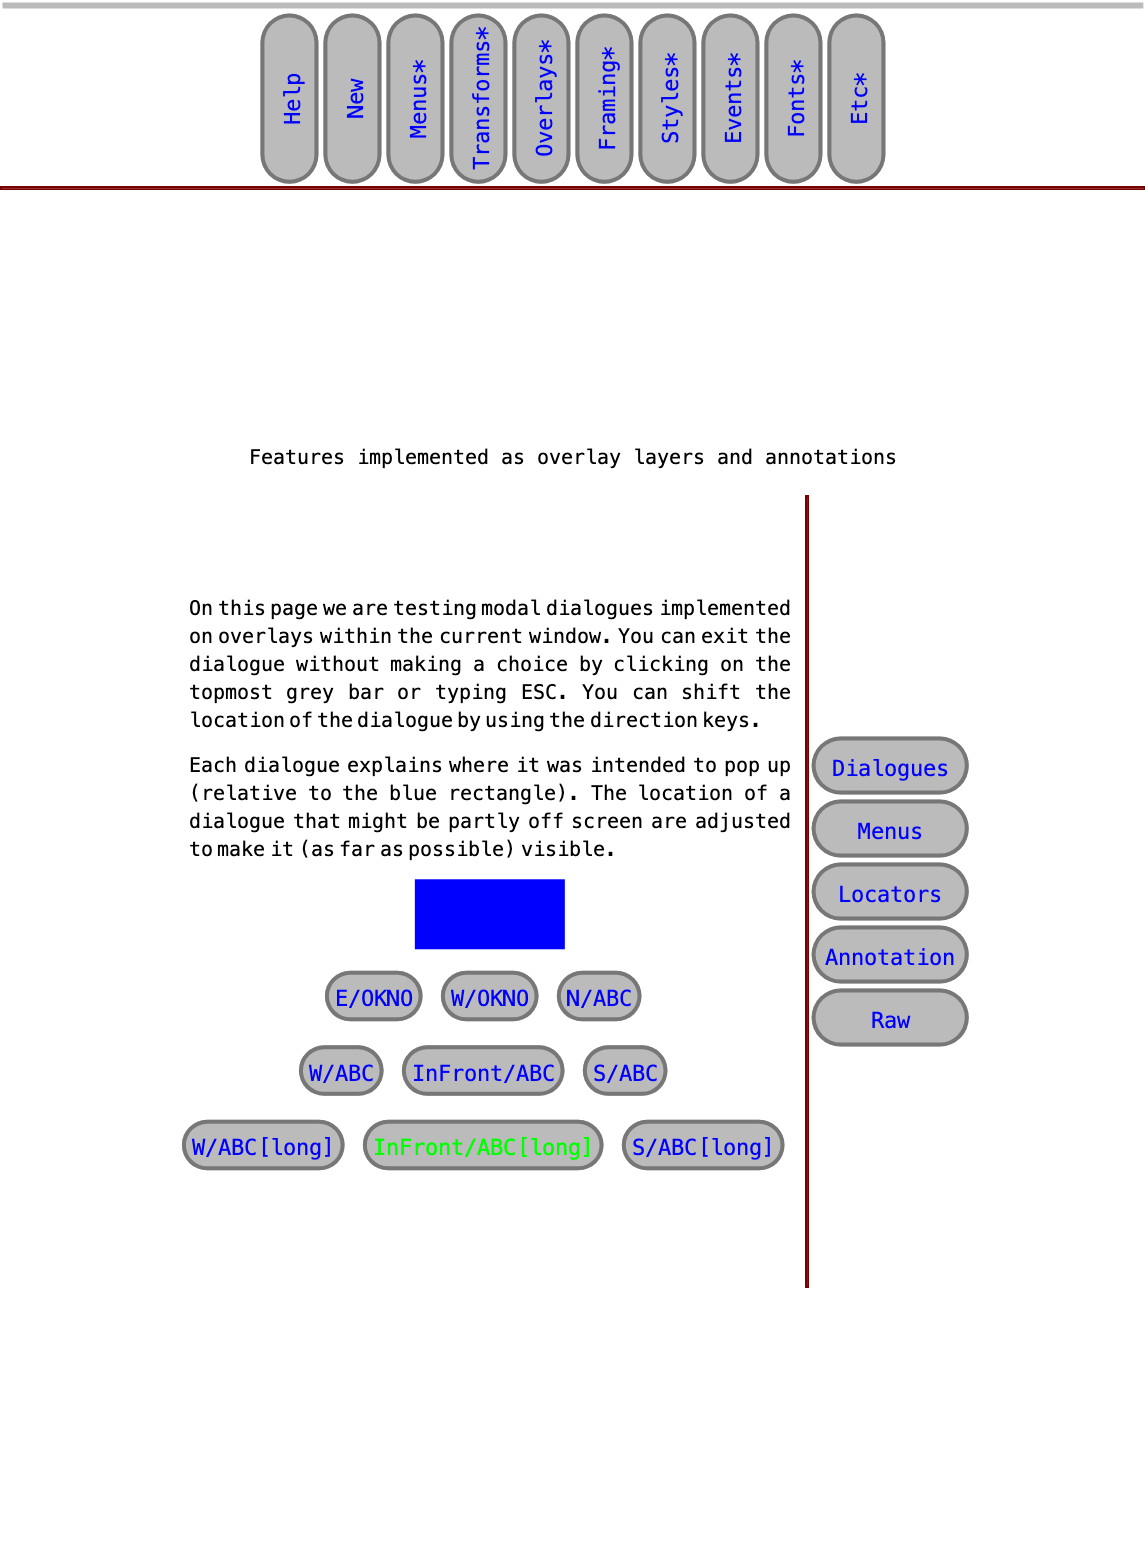 Help
New
Menus*
Transforms*
Overlays*
Framing*
Styles*
Events*
Fonts*
Etc*
Features implemented as overlay layers and annotations
On this page we are testing modal dialogues implemented
on overlays within the current window. You can exit the
dialogue without making a choice by clicking on the
topmost grey bar or typing ESC. You can shift the
location of the dialogue by using the direction keys.
Each dialogue explains where it was intended to pop up
(relative to the blue rectangle). The location of a
dialogue that might be partly off screen are adjusted
to make it (as far as possible) visible.
E/OKNO W/OKNO N/ABC
W/ABC InFront/ABC S/ABC
W/ABC[long] InFront/ABC[long] S/ABC[long]
Dialogues
Menus
Locators
Annotation
Raw